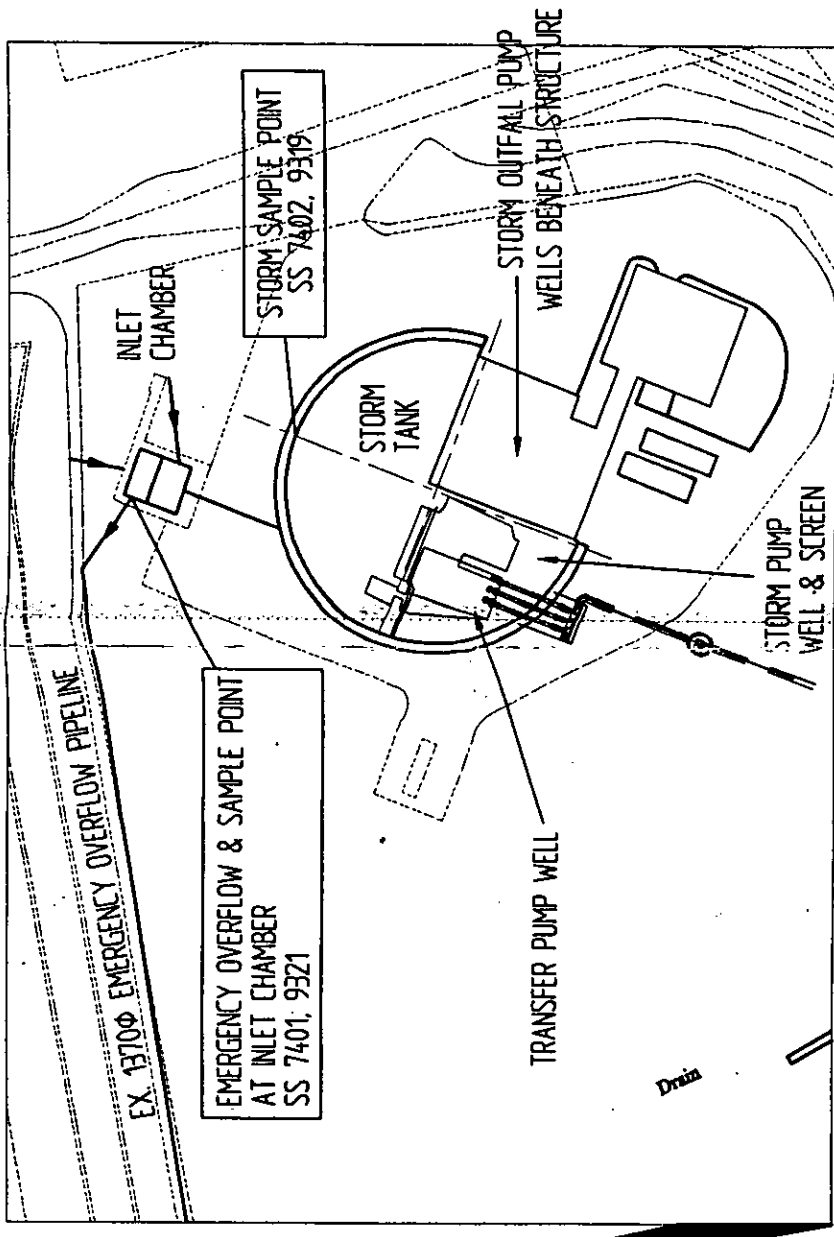 EX. 1370Φ EMERGENCY OVERFLOW PIPELINE
INLET
CHAMBER
EMERGENCY OVERFLOW & SAMPLE POINT
AT INLET CHAMBER
SS 7401, 9321
STORM SAMPLE POINT
SS 7402, 9319
STORM
TANK
TRANSFER PUMP WELL
STORM OUTFALL PUMP
WELLS BENEATH STRUCTURE
STORM PUMP
WELL & SCREEN
Drain